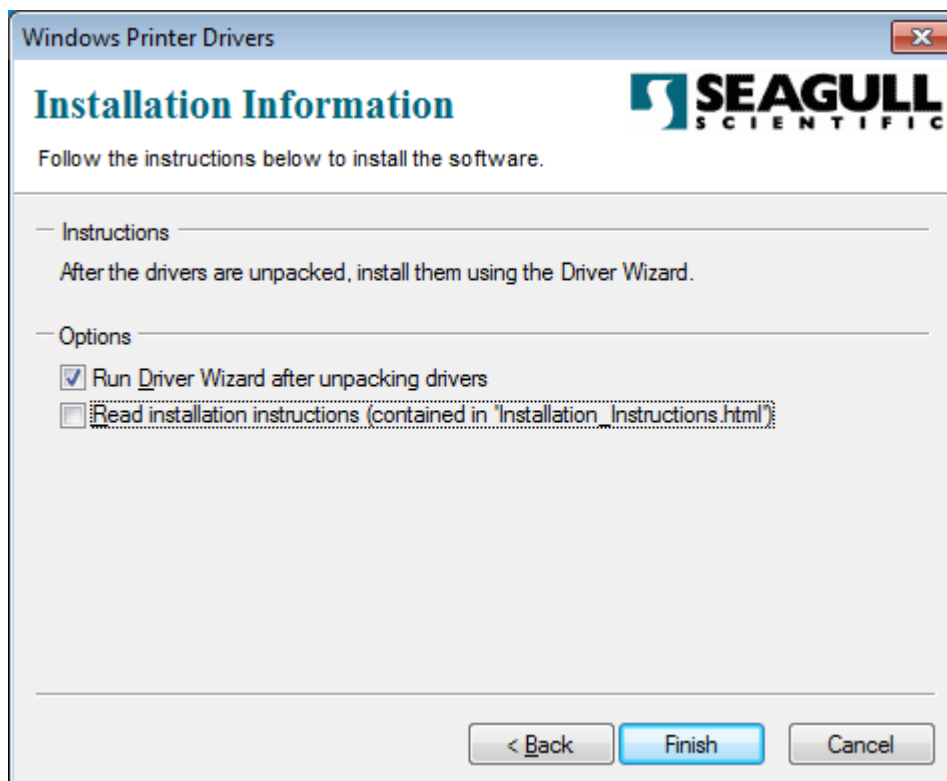 Windows Printer Drivers
Installation Information
SEAGULL
SCIENTIFIC
Follow the instructions below to install the software.
Instructions
After the drivers are unpacked, install them using the Driver Wizard.
Options
Run Driver Wizard after unpacking drivers
Read installation instructions (contained in "Installation_Instructions.html")
< Back Finish Cancel